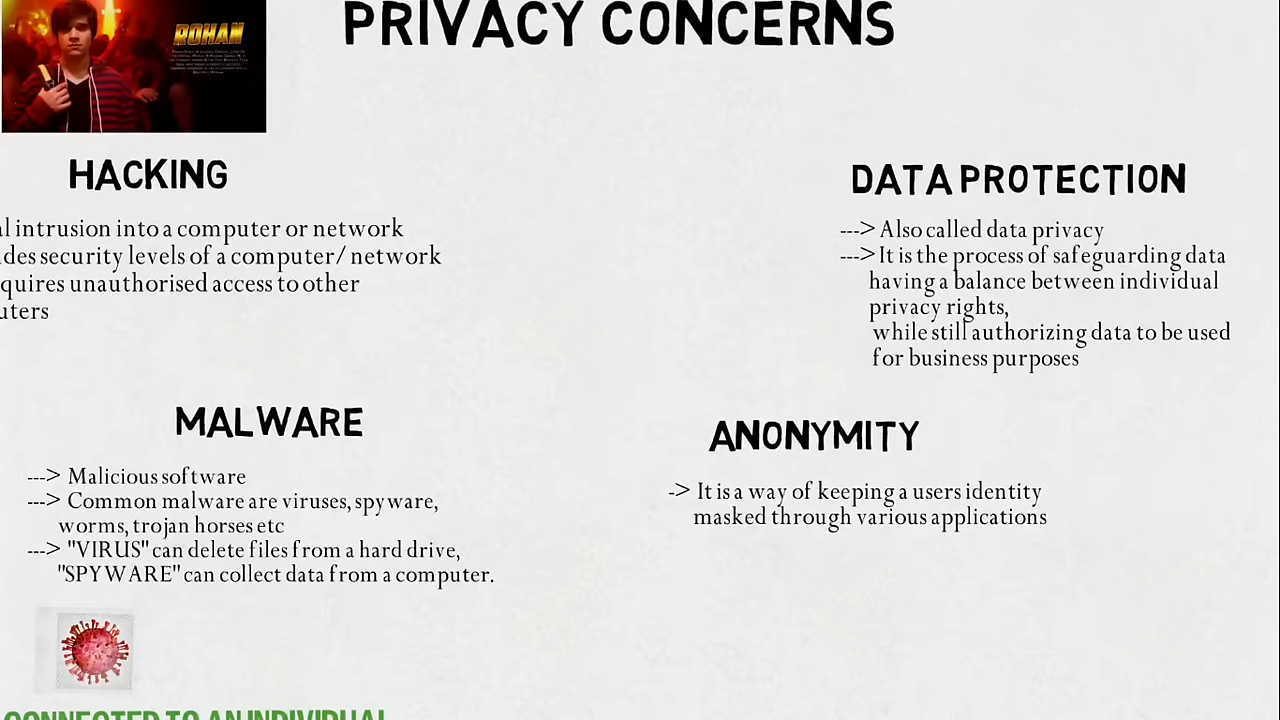 PRIVACY CONCERNS
ROHAN
HACKING
al intrusion into a computer or network
des security levels of a computer/ network
quires unauthorised access to other
uters
DATA PROTECTION
---> Also called data privacy
---> It is the process of safeguarding data
having a balance between individual
privacy rights,
while still authorizing data to be used
for business purposes
MALWARE
---> Malicious software
---> Common malware are viruses, spyware,
worms, trojan horses etc
---> "VIRUS" can delete files from a hard drive,
"SPYWARE" can collect data from a computer.
ANONYMITY
-> It is a way of keeping a users identity
masked through various applications
CONNECTED TO AN INDIVIDUAL